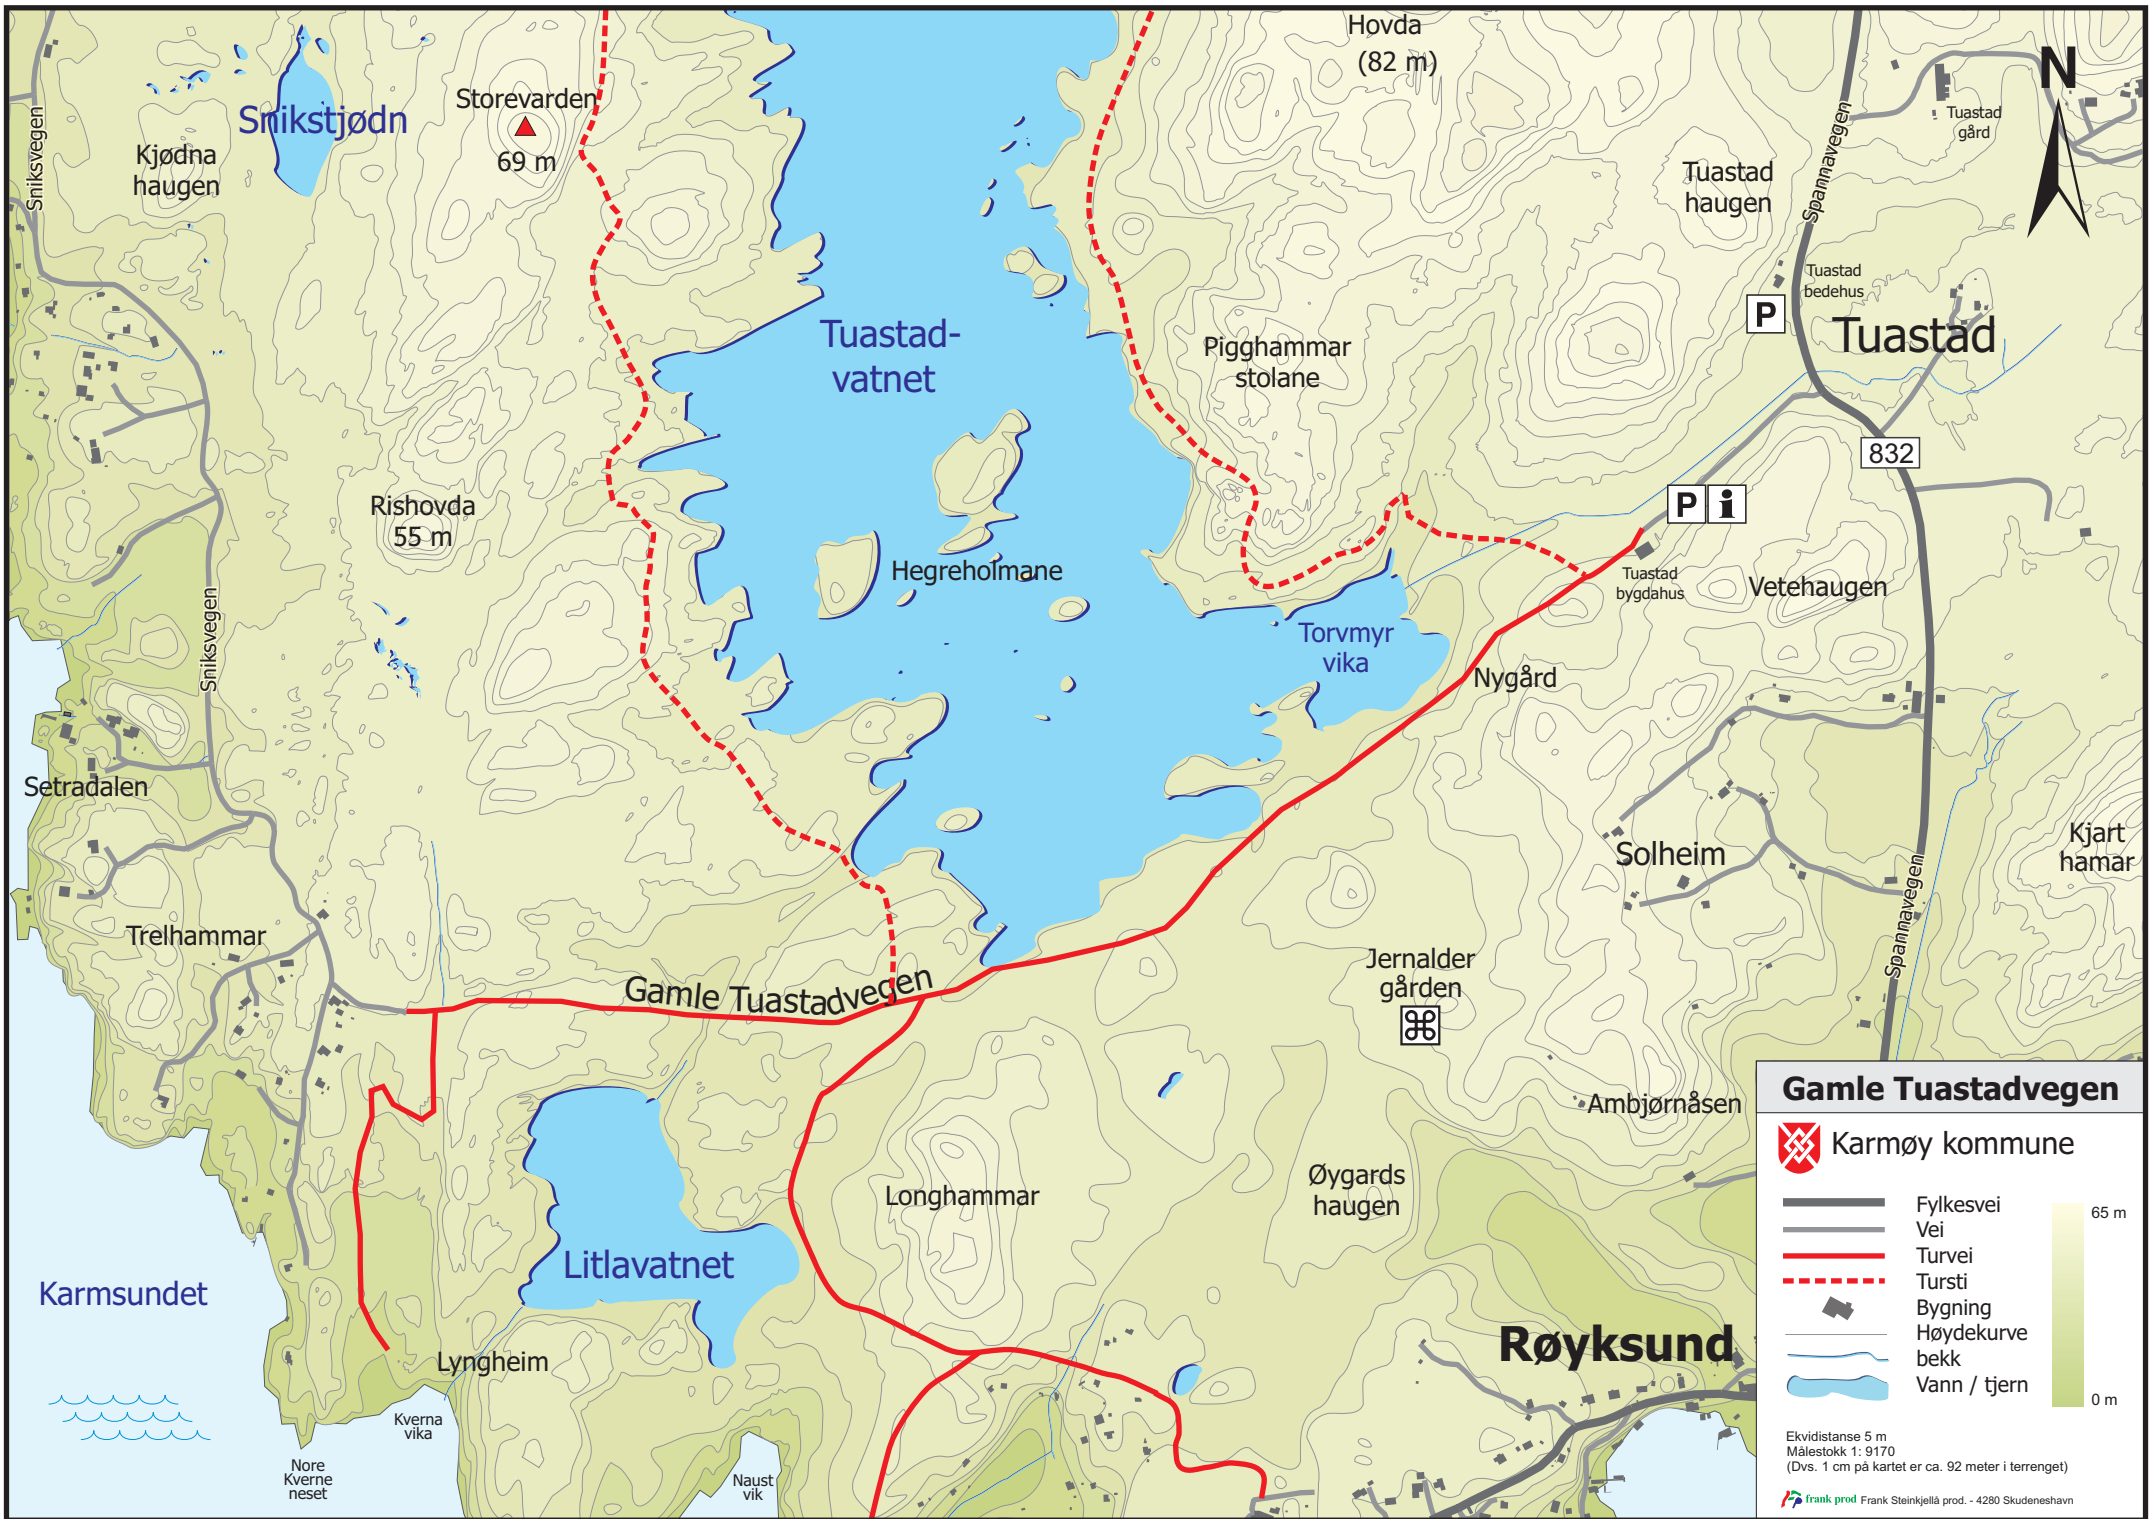 Hovda
(82 m)
N
Storevarden
69 m
Snikstjødn
Kjødna
haugen
Sniksvegen
Tuastad
gård
Spannavegen
Tuastad
haugen
Tuastad
bedehus
P
Tuastad
Tuastad-
vatnet
Pigghammar
stolane
832
P i
Rishovda
55 m
Hegreholmane
Tuastad
bygdahus
Vetehaugen
Torvmyr
vika
Nygård
Sniksvegen
Setradalen
Solheim
Kjart
hamar
Spannavegen
Trelhammar
Jernalder
gården
⌘
Gamle Tuastadvegen
Ambjørnåsen
Øygards
haugen
Longhammar
Litlavatnet
Karmsundet
Lyngheim
Røyksund
Kverna
vika
Nore
Kverne
neset
Naust
vik
Gamle Tuastadvegen
Karmøy kommune
Fylkesvei
Vei
Turvei
Tursti
Bygning
Høydekurve
bekk
Vann / tjern
65 m
0 m
Ekvidistanse 5 m
Målestokk 1: 9170
(Dvs. 1 cm på kartet er ca. 92 meter i terrenget)
frank prod Frank Steinkjellå prod. - 4280 Skudeneshavn